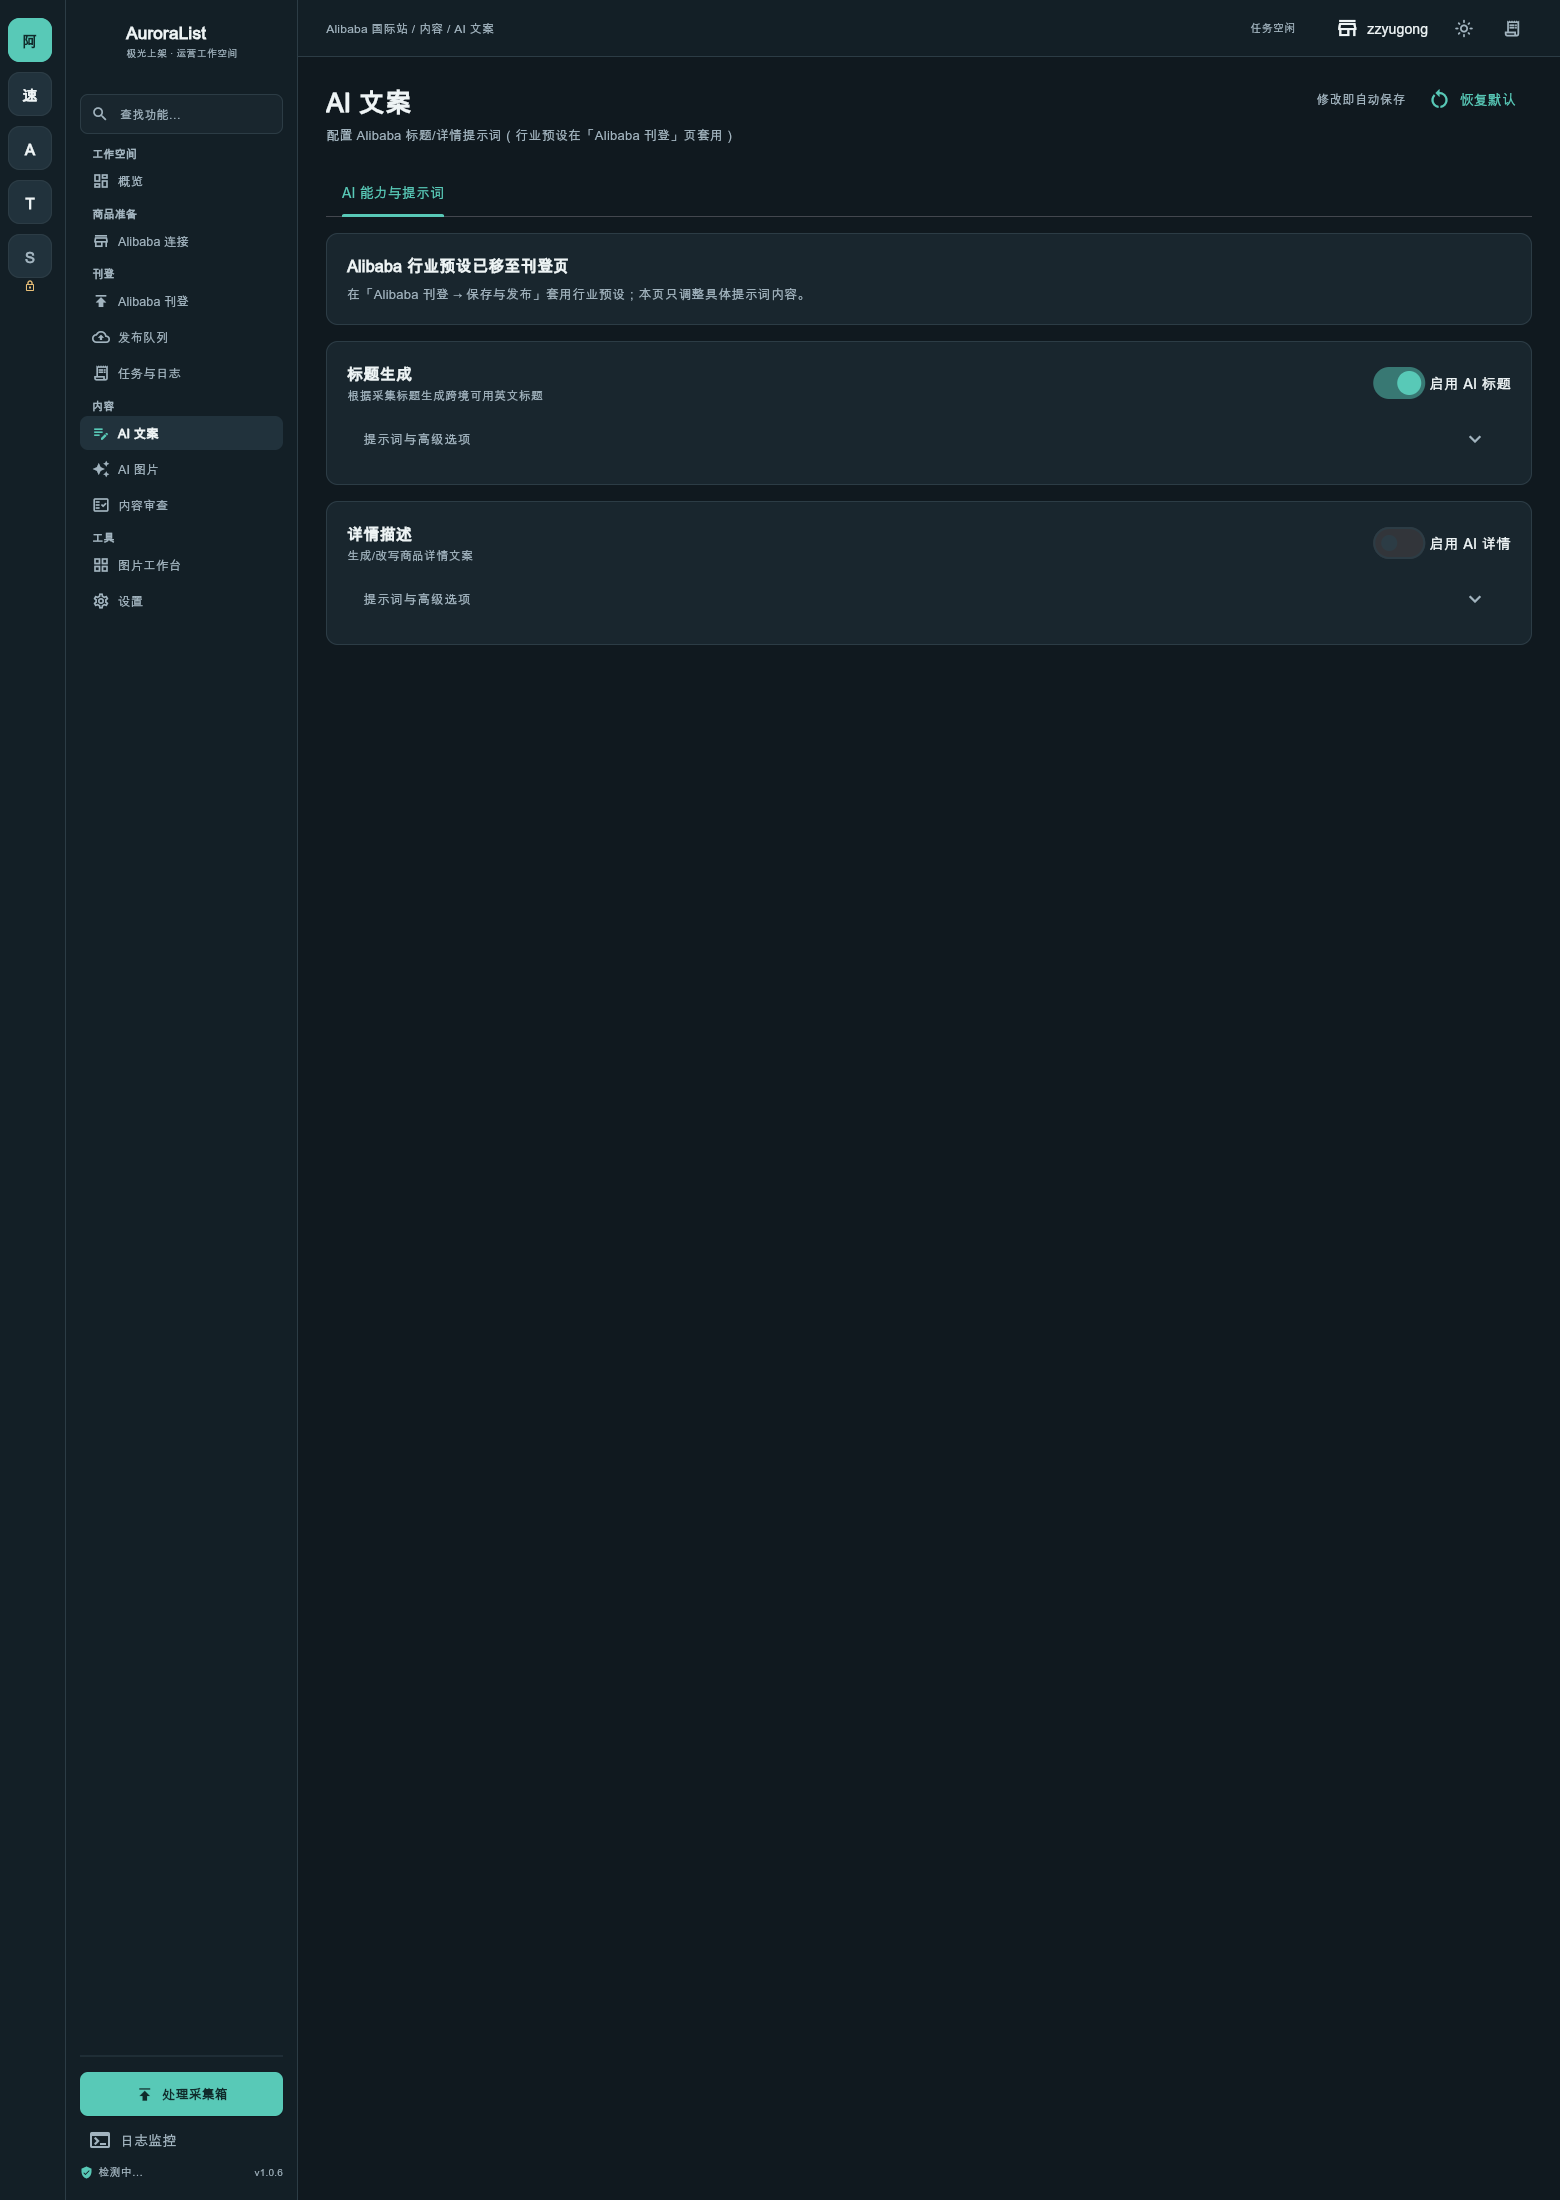 阿
速
A
T
S
AuroraList
极光上架 · 运营工作空间
查找功能...
工作空间
概览
商品准备
Alibaba 连接
刊登
Alibaba 刊登
发布队列
任务与日志
内容
AI 文案
AI 图片
内容审查
工具
图片工作台
设置
处理采集箱
日志监控
检测中... v1.0.6
Alibaba 国际站 / 内容 / AI 文案
任务空闲
zzyugong
AI 文案
配置 Alibaba 标题/详情提示词（行业预设在「Alibaba 刊登」页套用）
修改即自动保存
恢复默认
AI 能力与提示词
Alibaba 行业预设已移至刊登页
在「Alibaba 刊登 → 保存与发布」套用行业预设；本页只调整具体提示词内容。
标题生成
根据采集标题生成跨境可用英文标题
启用 AI 标题
提示词与高级选项
详情描述
生成/改写商品详情文案
启用 AI 详情
提示词与高级选项